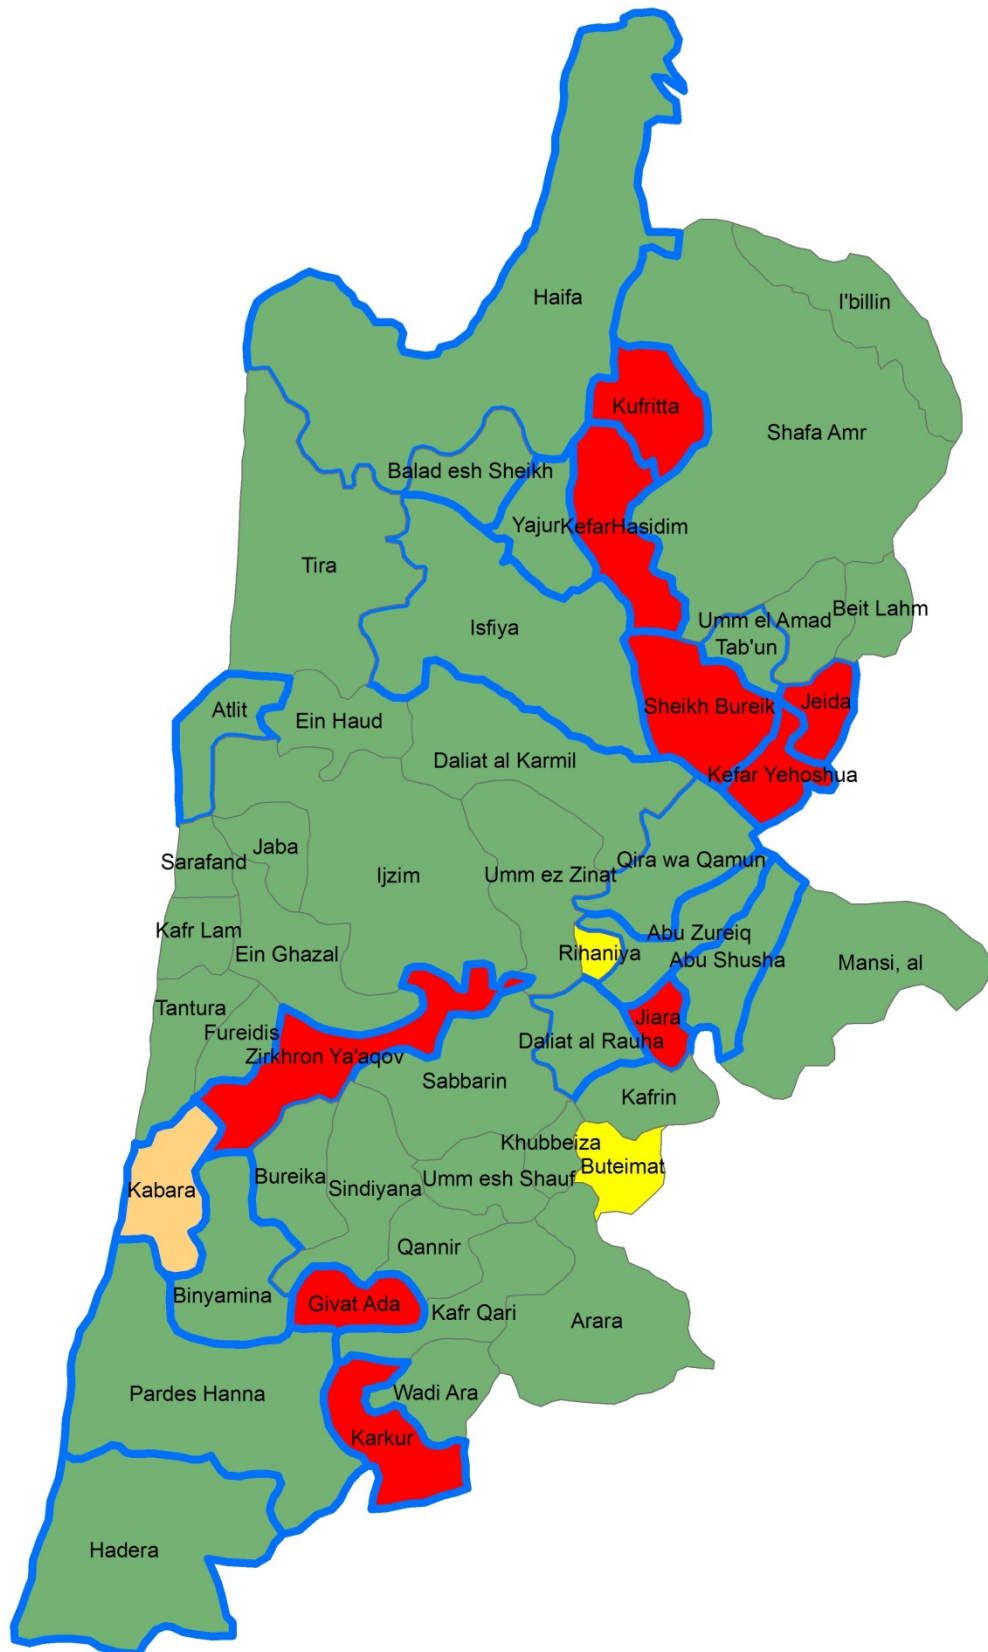 I'billin
Haifa
Kufritta
Shafa Amr
Balad esh Sheikh
Yajur
KefarHasidim
Tira
Beit Lahm
Umm el Amad
Isfiya
Tab'un
Jeida
Sheikh Bureik
Atlit
Ein Haud
Daliat al Karmil
Kefar Yehoshua
Jaba
Sarafand
Qira wa Qamun
Ijzim
Umm ez Zinat
Kafr Lam
Abu Zureiq
Ein Ghazal
Rihaniya
Abu Shusha
Mansi, al
Tantura
Jiara
Fureidis
Daliat al Rauha
Zirkhron Ya'aqov
Sabbarin
Kafrin
Khubbeiza
Buteimat
Bureika
Umm esh Shauf
Sindiyana
Kabara
Qannir
Binyamina
Givat Ada
Kafr Qari
Arara
Pardes Hanna
Wadi Ara
Karkur
Hadera